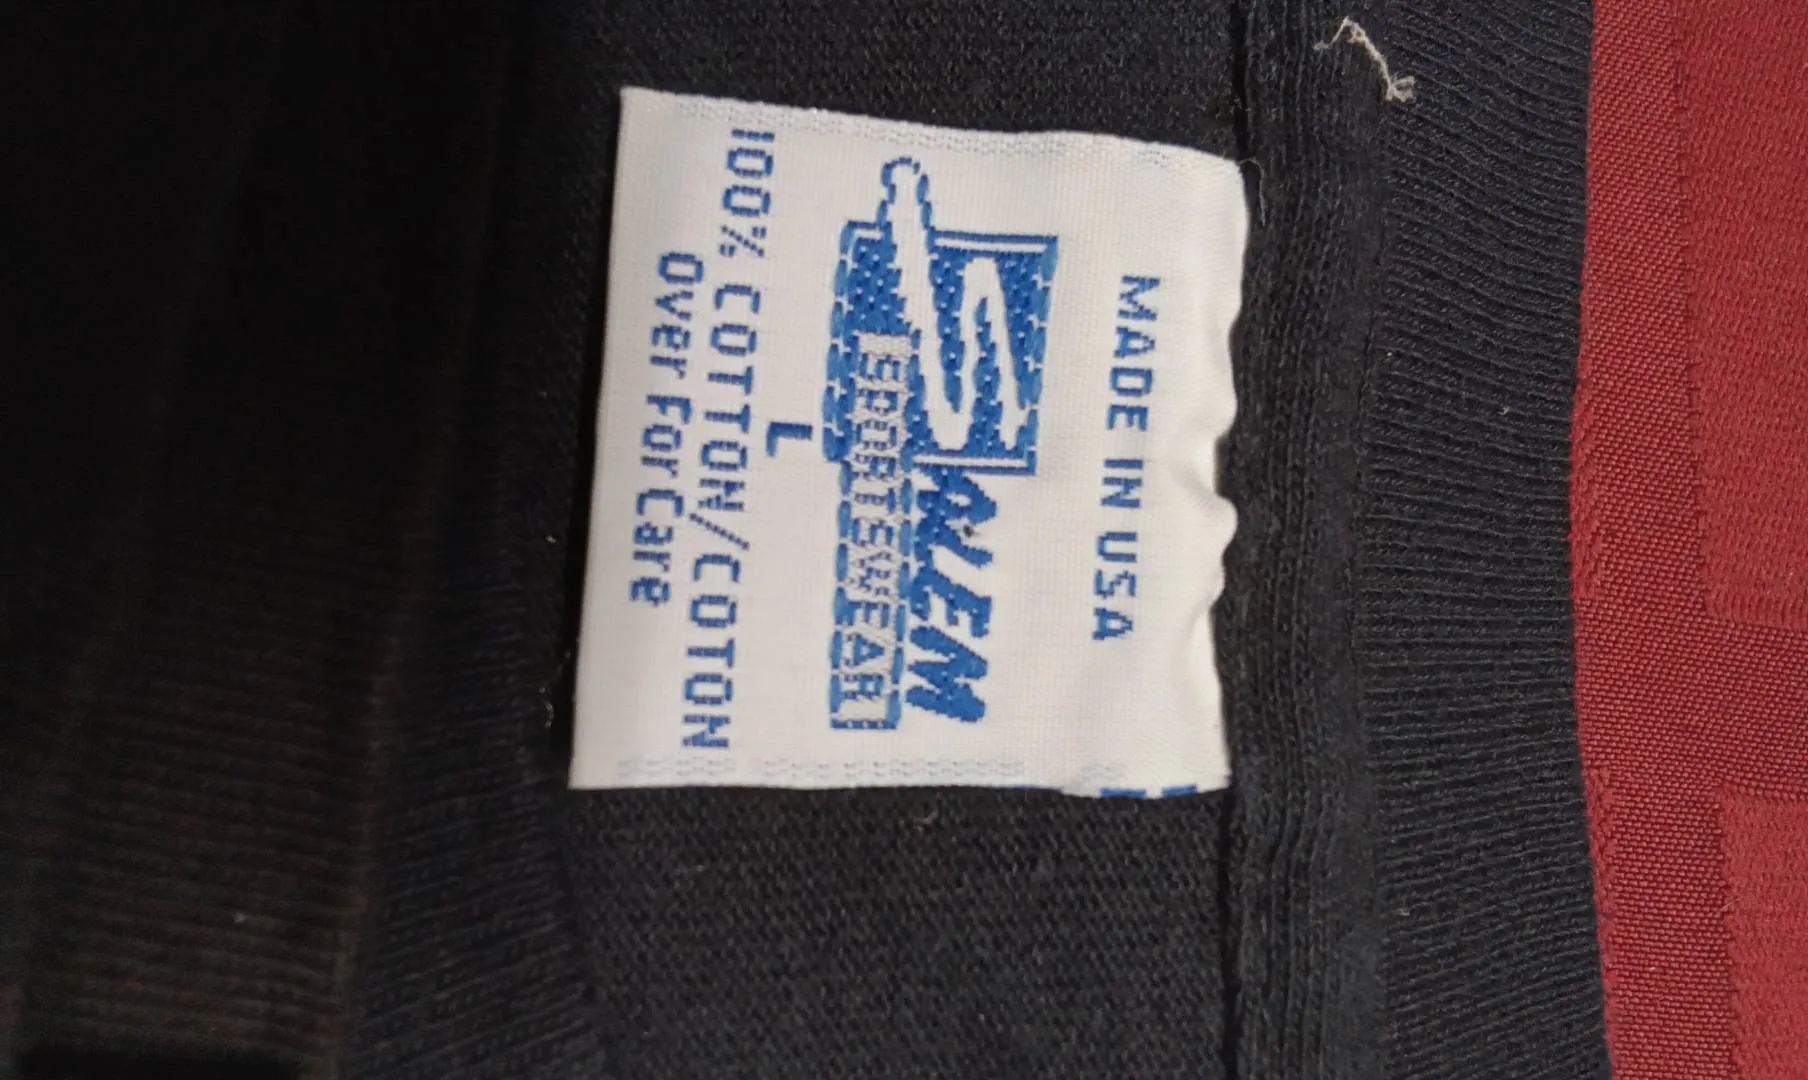 MADE IN USA
SALEM
SPORTSWEAR
L
100% COTTON/COTON
Over For Care